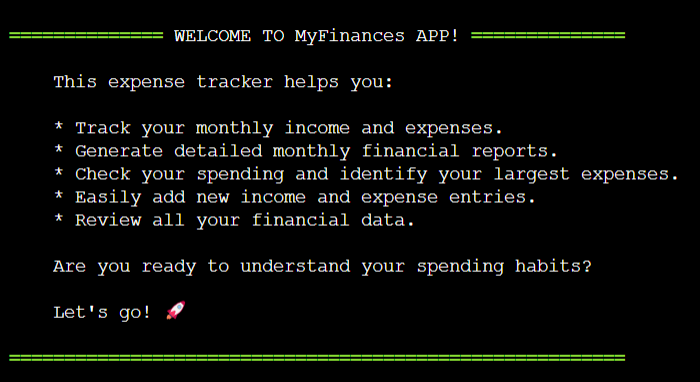 ============== WELCOME TO MyFinances APP! ==============
This expense tracker helps you:
* Track your monthly income and expenses.
* Generate detailed monthly financial reports.
* Check your spending and identify your largest expenses.
* Easily add new income and expense entries.
* Review all your financial data.
Are you ready to understand your spending habits?
Let's go! 🚀
========================================================